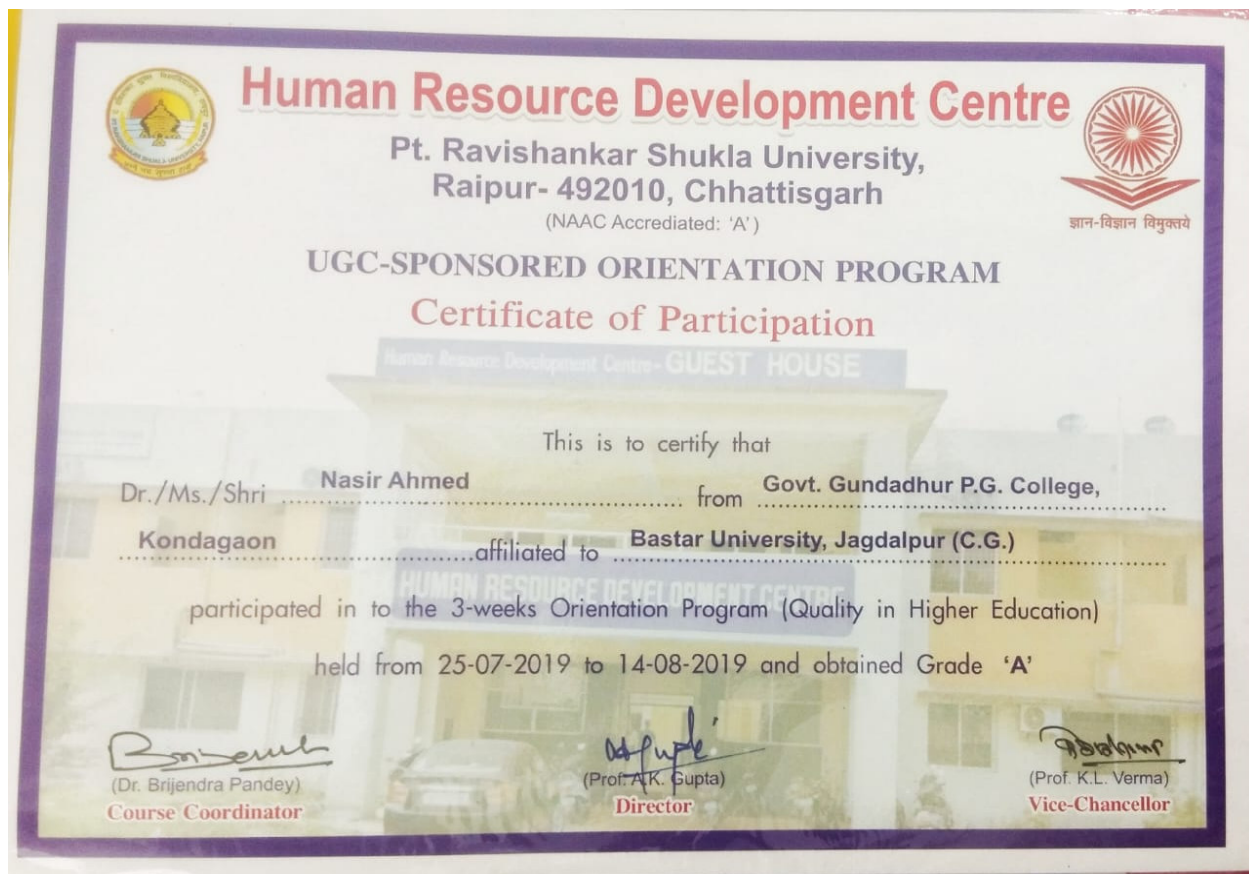 Human Resource Development Centre
Pt. Ravishankar Shukla University,
Raipur- 492010, Chhattisgarh
(NAAC Accrediated: 'A')
ज्ञान-विज्ञान विमुक्तये
UGC-SPONSORED ORIENTATION PROGRAM
Certificate of Participation
Human Resource Development Centre- GUEST HOUSE
This is to certify that
Dr./Ms./Shri Nasir Ahmed from Govt. Gundadhur P.G. College,
Kondagaon affiliated to Bastar University, Jagdalpur (C.G.)
HUMAN RESOURCE DEVELOPMENT CENTRE
participated in to the 3-weeks Orientation Program (Quality in Higher Education)
held from 25-07-2019 to 14-08-2019 and obtained Grade 'A'
(Dr. Brijendra Pandey) (Prof. A.K. Gupta) (Prof. K.L. Verma)
Course Coordinator Director Vice-Chancellor